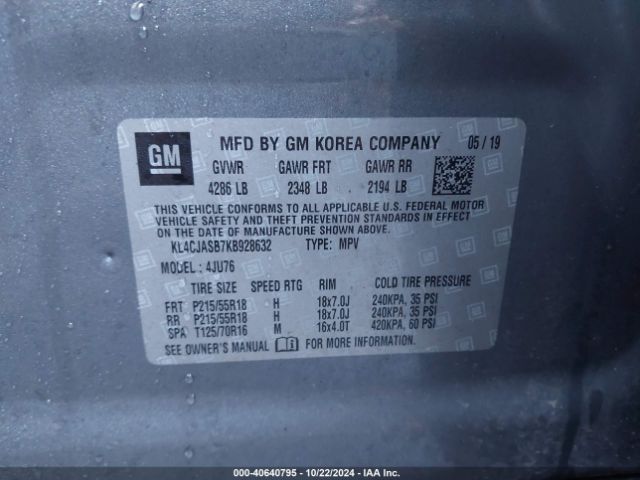 GM
MFD BY GM KOREA COMPANY 05 / 19
GVWR GAWR FRT GAWR RR
4286 LB 2348 LB 2194 LB
THIS VEHICLE CONFORMS TO ALL APPLICABLE U.S. FEDERAL MOTOR
VEHICLE SAFETY AND THEFT PREVENTION STANDARDS IN EFFECT ON
THE DATE OF MANUFACTURE SHOWN ABOVE.
KL4CJASB7KB928632 TYPE: MPV
MODEL: 4JU76
TIRE SIZE SPEED RTG RIM COLD TIRE PRESSURE
FRT P215/55R18 H 18x7.0J 240KPA, 35 PSI
RR P215/55R18 H 18x7.0J 240KPA, 35 PSI
SPA T125/70R16 M 16x4.0T 420KPA, 60 PSI
SEE OWNER'S MANUAL FOR MORE INFORMATION.
000-40640795 - 10/22/2024 - IAA Inc.